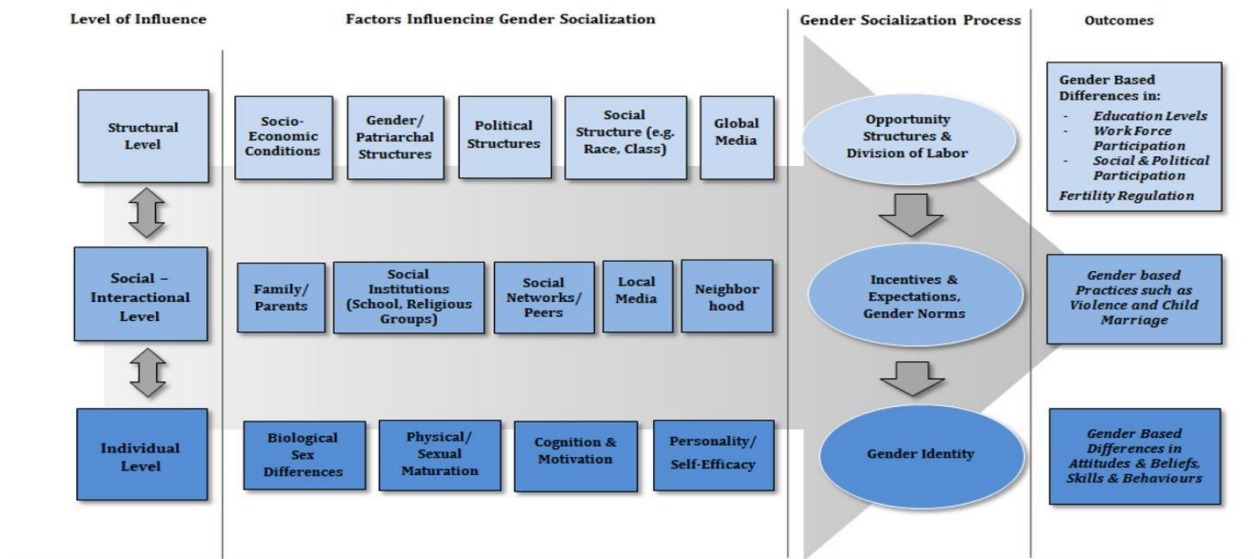 Level of Influence
Factors Influencing Gender Socialization
Gender Socialization Process
Outcomes
Structural
Level
Socio-
Economic
Conditions
Gender/
Patriarchal
Structures
Political
Structures
Social
Structure (e.g.
Race, Class)
Global
Media
Opportunity
Structures &
Division of Labor
Gender Based
Differences in:
- Education Levels
- Work Force
Participation
- Social & Political
Participation
Fertility Regulation
Social –
Interactional
Level
Family/
Parents
Social
Institutions
(School, Religious
Groups)
Social
Networks/
Peers
Local
Media
Neighbor
hood
Incentives &
Expectations,
Gender Norms
Gender based
Practices such as
Violence and Child
Marriage
Individual
Level
Biological
Sex
Differences
Physical/
Sexual
Maturation
Cognition &
Motivation
Personality/
Self-Efficacy
Gender Identity
Gender Based
Differences in
Attitudes & Beliefs,
Skills & Behaviours